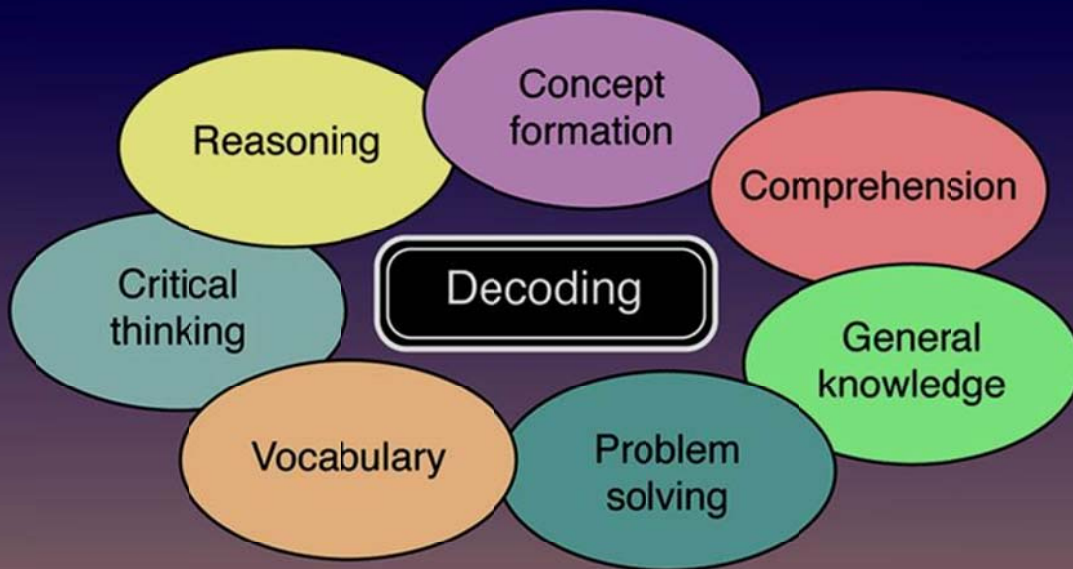 Concept
formation
Reasoning
Comprehension
Decoding
Critical
thinking
General
knowledge
Vocabulary
Problem
solving